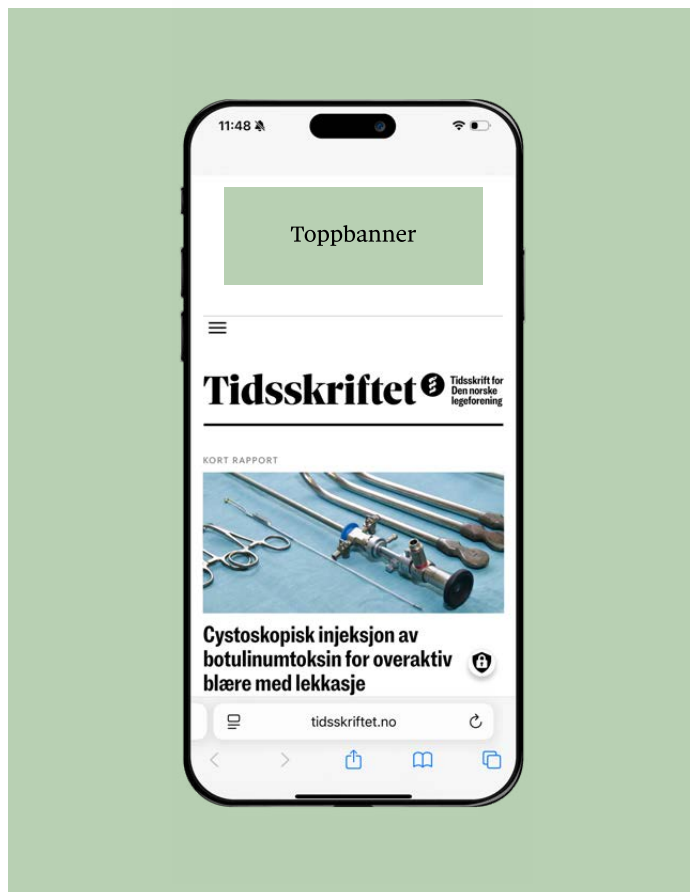 11:48
Toppbanner
Tidsskriftet
Tidsskrift for
Den norske
legeforening
KORT RAPPORT
Cystoskopisk injeksjon av
botulinumtoksin for overaktiv
blære med lekkasje
tidsskriftet.no